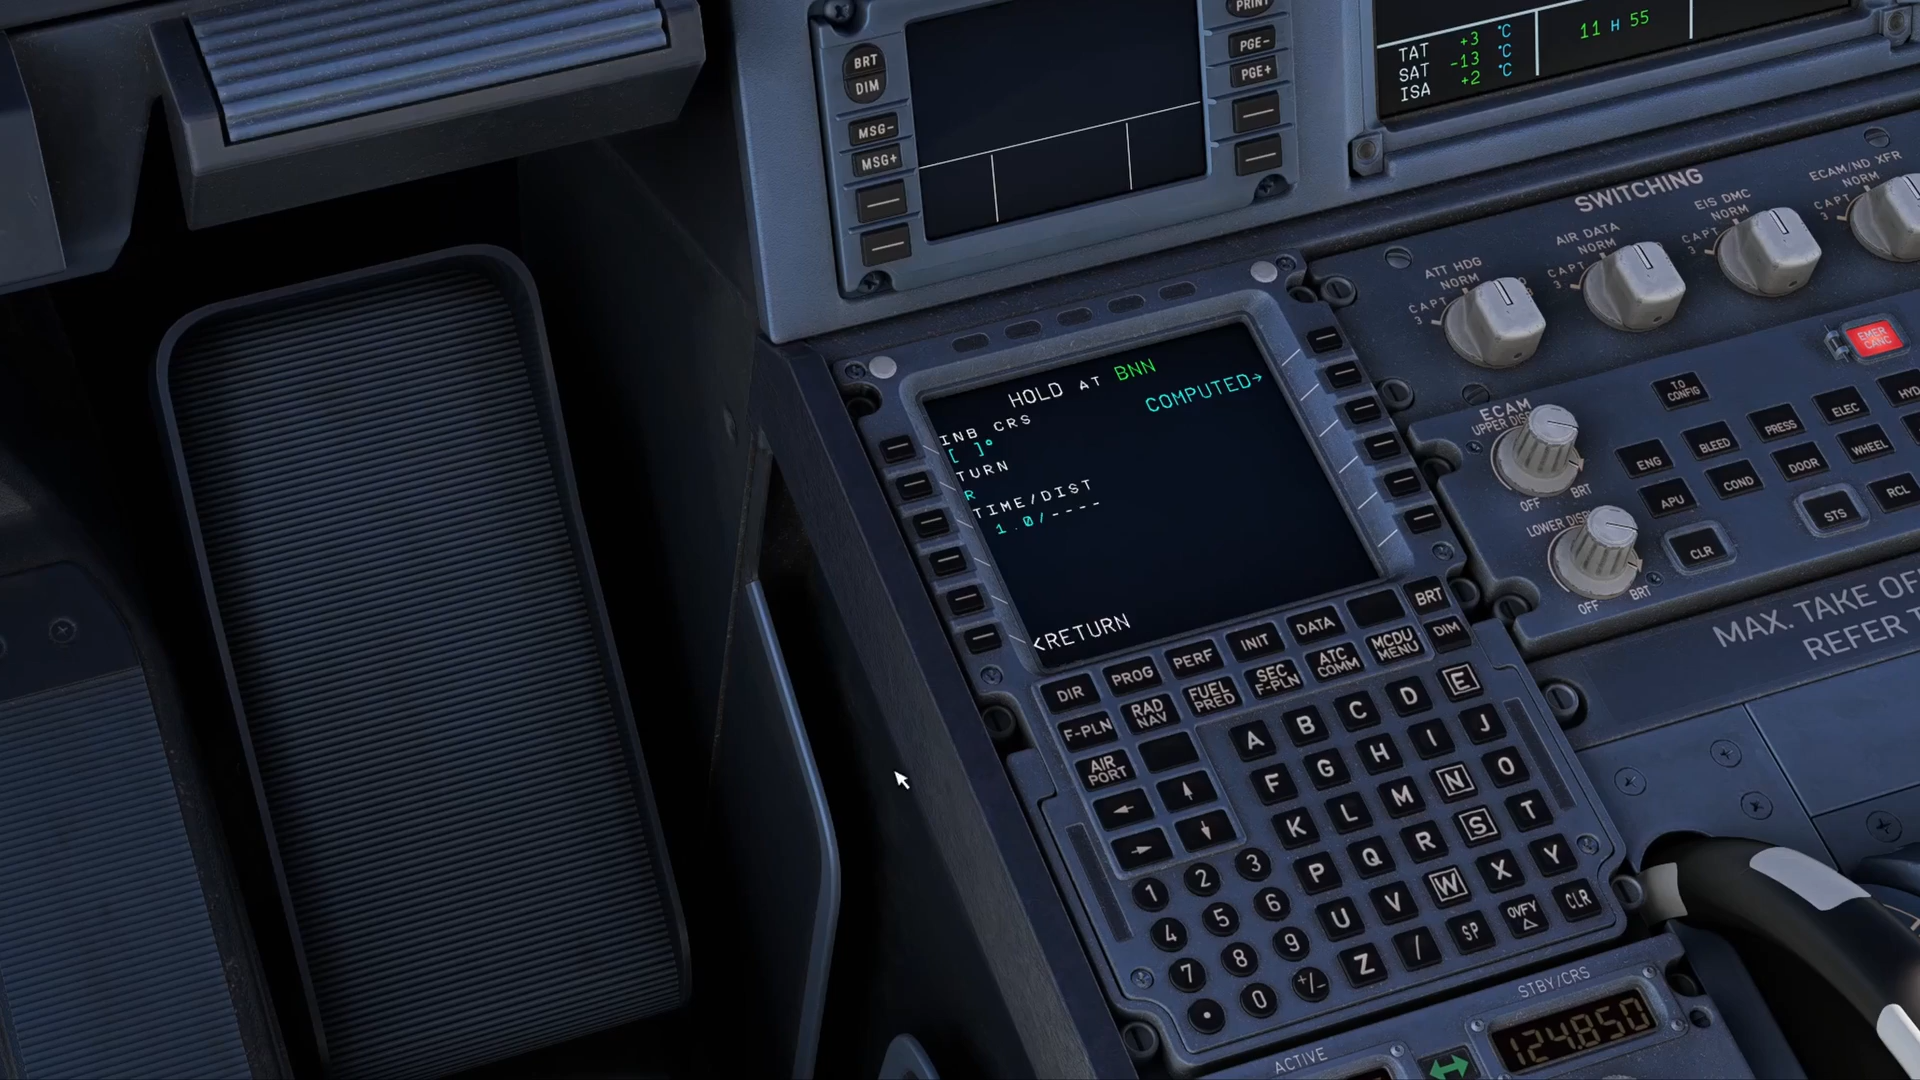 BRT
DIM
MSG-
MSG+
PRINT
PGE-
PGE+
TAT +3 °C
SAT -13 °C
ISA +2 °C
11 H 55
SWITCHING
ATT HDG
NORM
CAPT
3
AIR DATA
NORM
CAPT
3
EIS DMC
NORM
CAPT
3
ECAM/ND XFR
NORM
CAPT
3
EMER
CANC
HOLD AT BNN
COMPUTED→
INB CRS
[ ]°
TURN
R
TIME/DIST
1.0/----
<RETURN
ECAM
UPPER
OFF
BRT
LOWER
OFF
BRT
T.O
CONFIG
ENG
BLEED
PRESS
ELEC
HYD
APU
COND
DOOR
WHEEL
CLR
STS
RCL
MAX. TAKE
REFER
DIR
PROG
PERF
INIT
DATA
BRT
F-PLN
RAD
NAV
FUEL
PRED
SEC
F-PLN
ATC
COMM
MCDU
MENU
DIM
AIR
PORT
←
↑
→
↓
A B C D E
F G H I J
K L M N O
P Q R S T
U V W X Y
Z / SP OVFY
△ CLR
1 2 3
4 5 6
7 8 9
. 0 +/-
STBY/CRS
124.850
ACTIVE